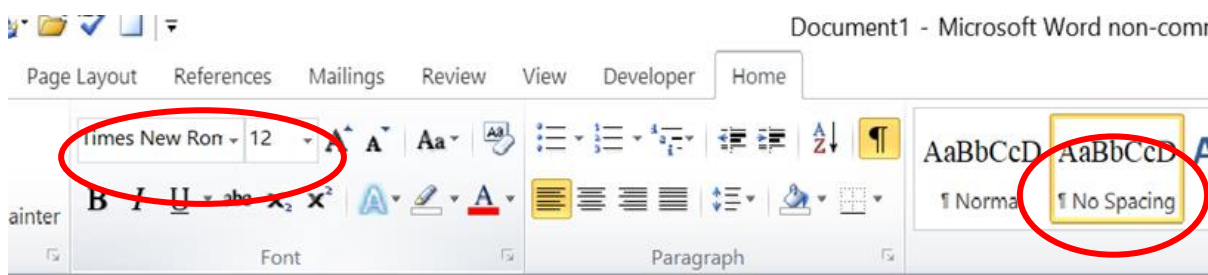 Document1 - Microsoft Word non-comm
Page Layout References Mailings Review View Developer Home
Times New Ron 12 A A Aa
B I U abc x₂ x² A A
AaBbCcD AaBbCcD A
¶ Norma ¶ No Spacing
ainter
Font Paragraph